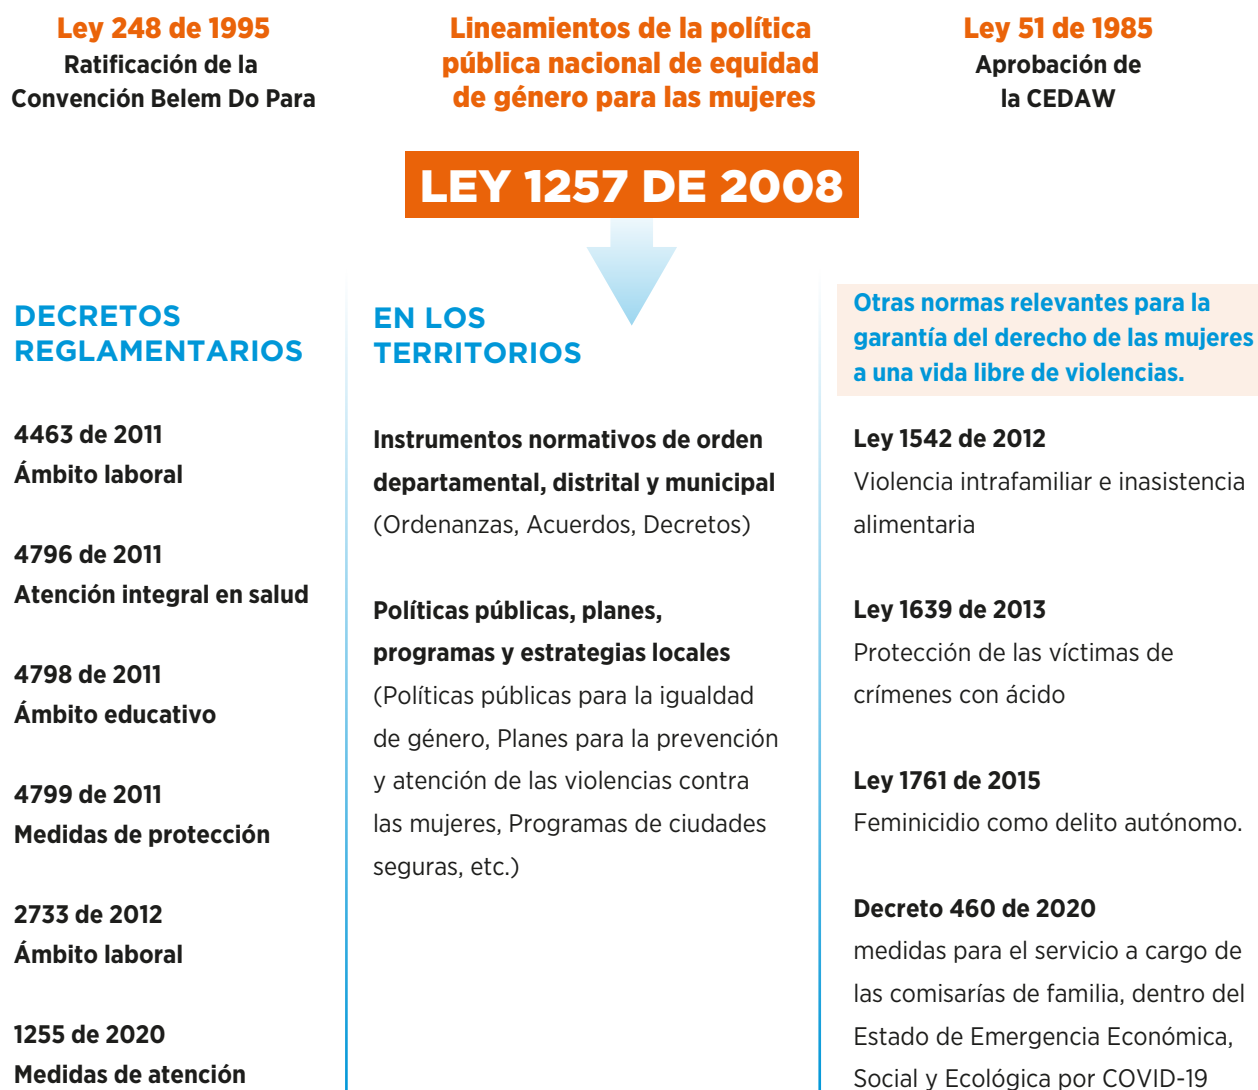 Ley 248 de 1995
Ratificación de la
Convención Belem Do Para
Lineamientos de la política
pública nacional de equidad
de género para las mujeres
Ley 51 de 1985
Aprobación de
la CEDAW
LEY 1257 DE 2008
DECRETOS
REGLAMENTARIOS
4463 de 2011
Ámbito laboral
4796 de 2011
Atención integral en salud
4798 de 2011
Ámbito educativo
4799 de 2011
Medidas de protección
2733 de 2012
Ámbito laboral
1255 de 2020
Medidas de atención
EN LOS
TERRITORIOS
Instrumentos normativos de orden
departamental, distrital y municipal
(Ordenanzas, Acuerdos, Decretos)
Políticas públicas, planes,
programas y estrategias locales
(Políticas públicas para la igualdad
de género, Planes para la prevención
y atención de las violencias contra
las mujeres, Programas de ciudades
seguras, etc.)
Otras normas relevantes para la
garantía del derecho de las mujeres
a una vida libre de violencias.
Ley 1542 de 2012
Violencia intrafamiliar e inasistencia
alimentaria
Ley 1639 de 2013
Protección de las víctimas de
crímenes con ácido
Ley 1761 de 2015
Feminicidio como delito autónomo.
Decreto 460 de 2020
medidas para el servicio a cargo de
las comisarías de familia, dentro del
Estado de Emergencia Económica,
Social y Ecológica por COVID-19